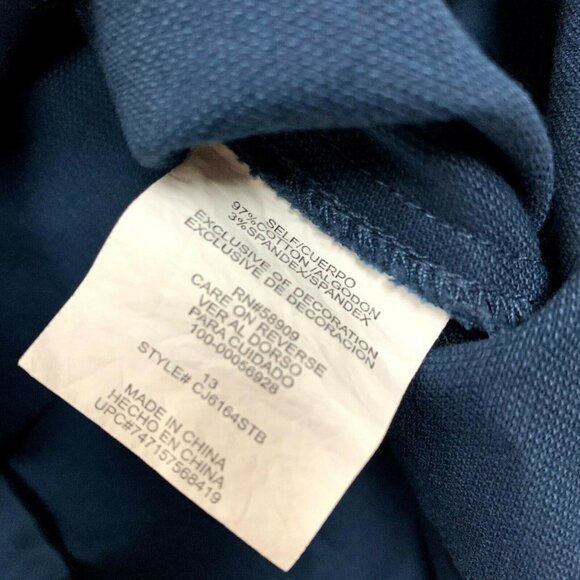 SELF/CUERPO
97%COTTON/ALGODON
3%SPANDEX/SPANDEX
EXCLUSIVE OF DECORATION
EXCLUSIVE DE DECORACION
RN#58909
CARE ON REVERSE
VER AL DORSO
PARA CUIDADO
100-00056928
13
STYLE# CJ6164STB
MADE IN CHINA
HECHO EN CHINA
UPC#747157568419